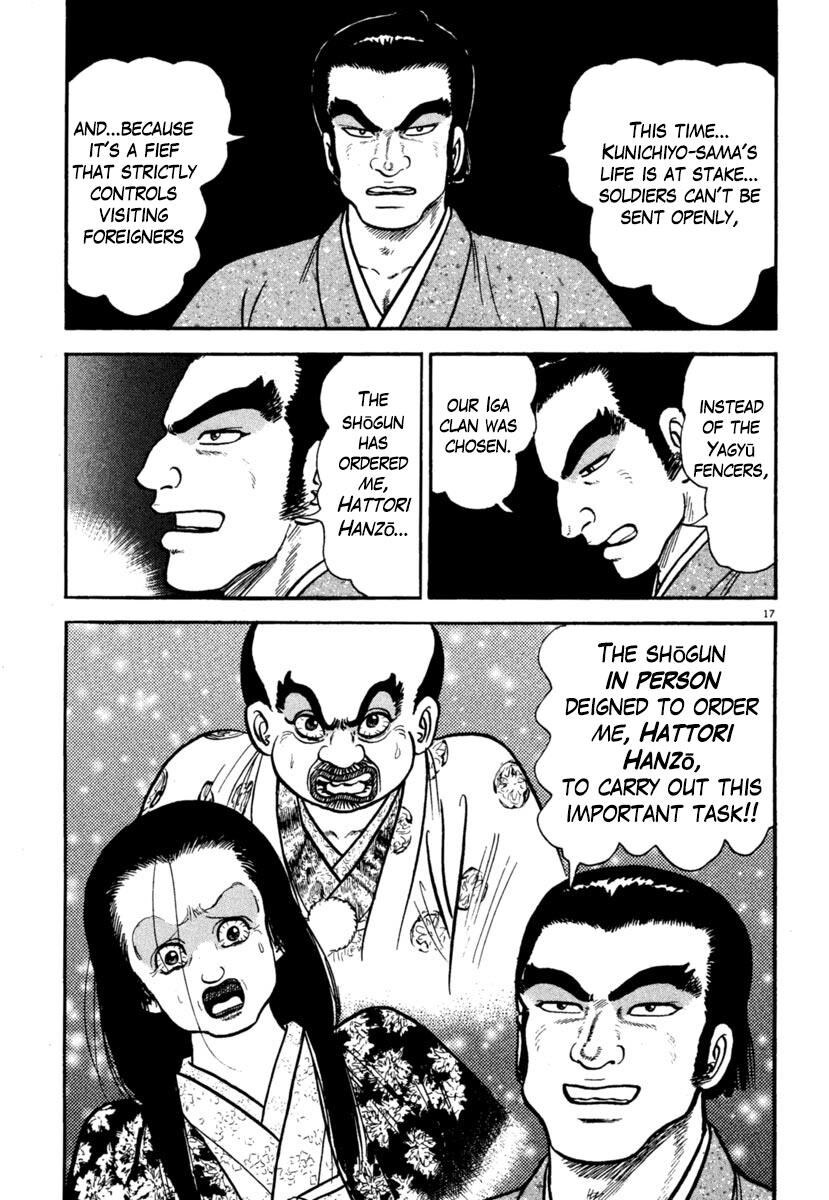 THIS TIME...
KUNICHIYO-SAMA'S
LIFE IS AT STAKE...
SOLDIERS CAN'T BE
SENT OPENLY,
AND...BECAUSE
IT'S A FIEF
THAT STRICTLY
CONTROLS
VISITING
FOREIGNERS
INSTEAD
OF THE
YAGYŪ
FENCERS,
OUR IGA
CLAN WAS
CHOSEN.
THE
SHŌGUN
HAS
ORDERED
ME,
HATTORI
HANZŌ...
17
THE SHŌGUN
IN PERSON
DEIGNED TO ORDER
ME, HATTORI
HANZŌ,
TO CARRY OUT THIS
IMPORTANT TASK!!